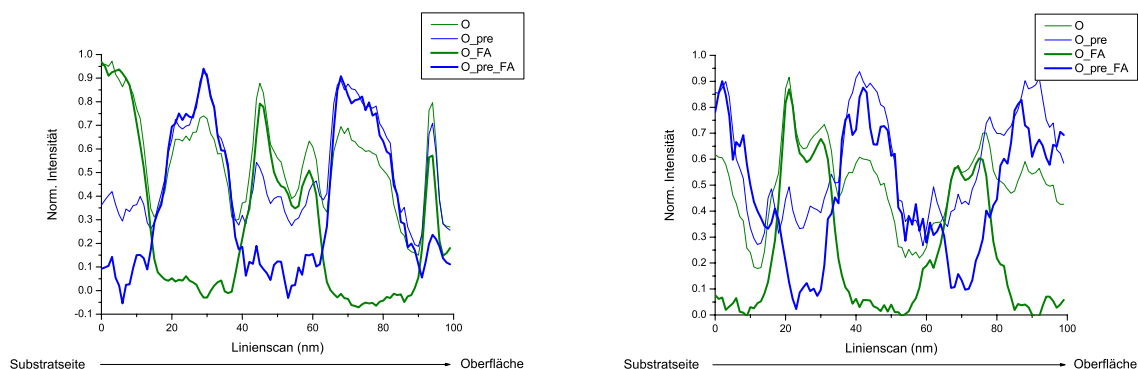 O
O_pre
O_FA
O_pre_FA
1.0
0.9
0.8
0.7
0.6
0.5
0.4
0.3
0.2
0.1
0.0
-0.1
Norm. Intensität
0 20 40 60 80 100
Linienscan (nm)
Substratseite Oberfläche
O
O_pre
O_FA
O_pre_FA
1.0
0.9
0.8
0.7
0.6
0.5
0.4
0.3
0.2
0.1
0.0
Norm. Intensität
0 20 40 60 80 100
Linienscan (nm)
Substratseite Oberfläche